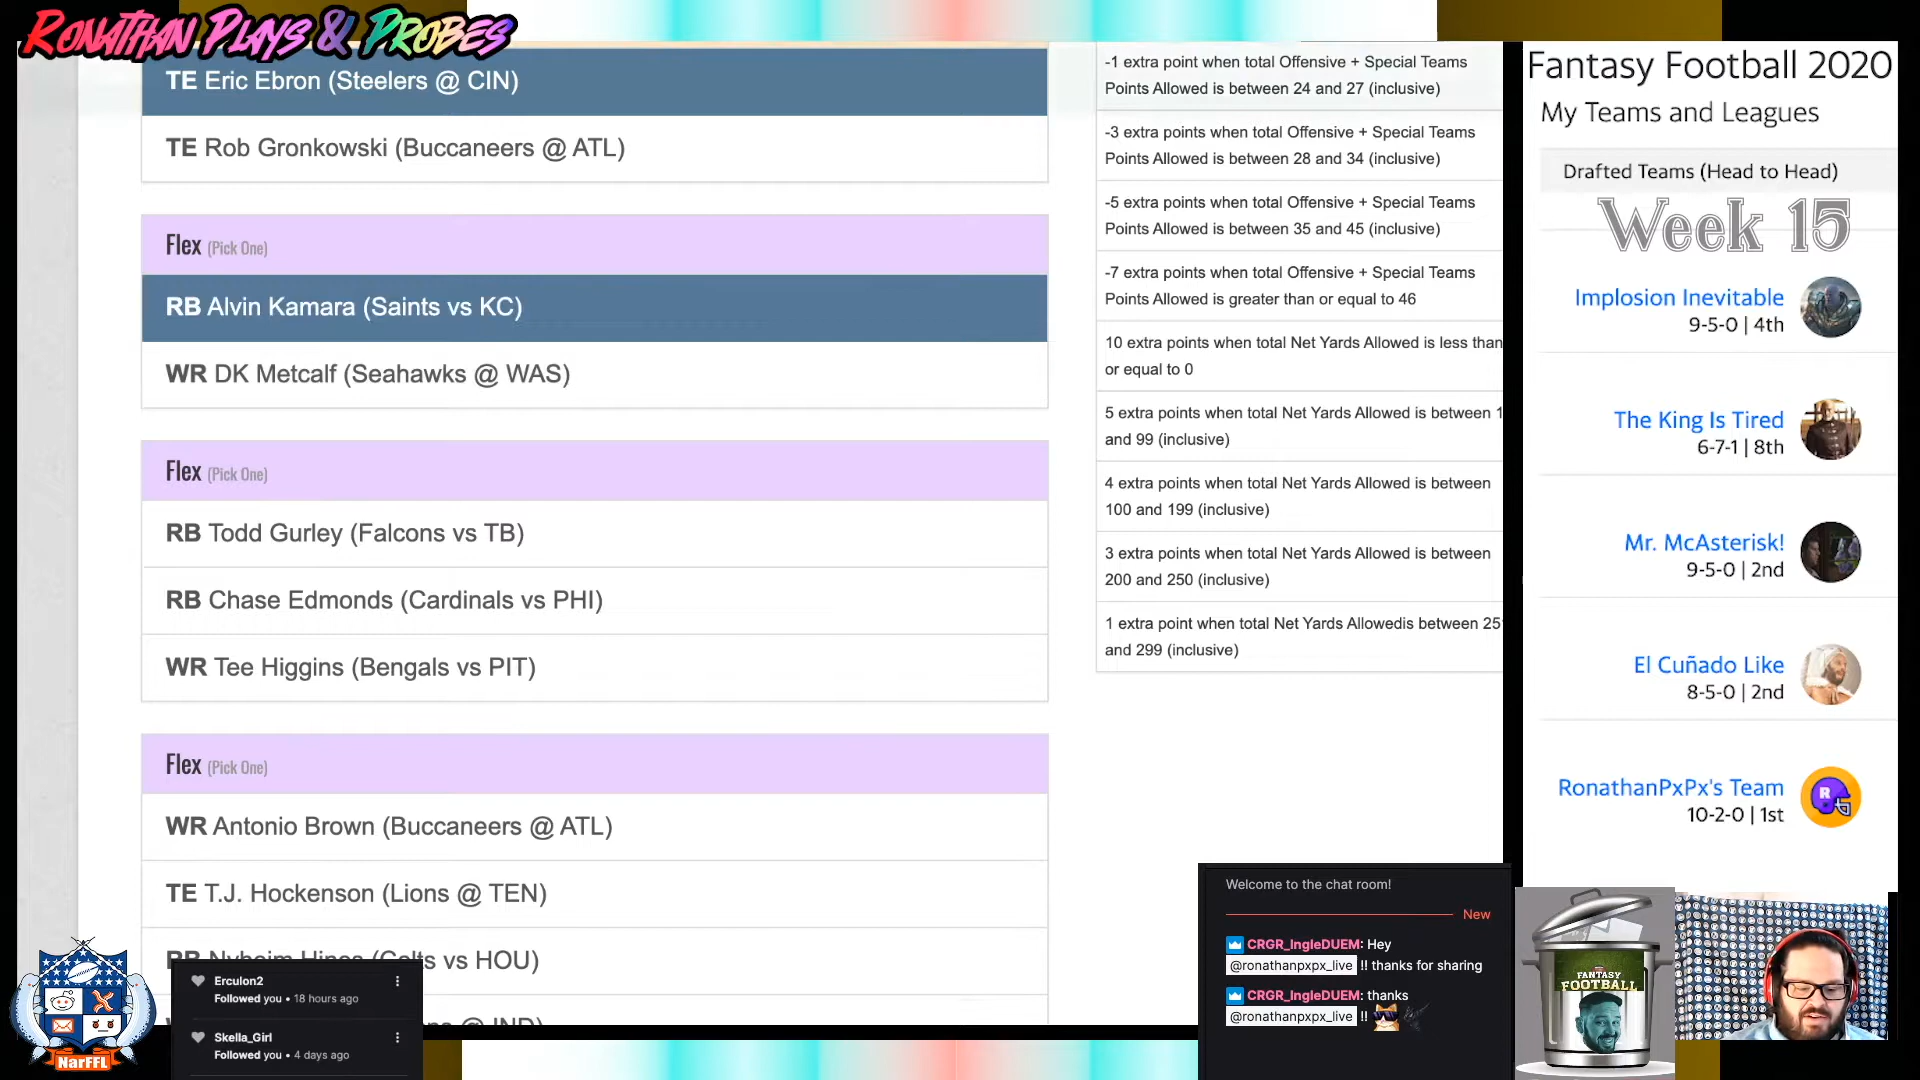 RONATHAN PLAYS & PROBES
TE Eric Ebron (Steelers @ CIN)
TE Rob Gronkowski (Buccaneers @ ATL)
Flex (Pick One)
RB Alvin Kamara (Saints vs KC)
WR DK Metcalf (Seahawks @ WAS)
Flex (Pick One)
RB Todd Gurley (Falcons vs TB)
RB Chase Edmonds (Cardinals vs PHI)
WR Tee Higgins (Bengals vs PIT)
Flex (Pick One)
WR Antonio Brown (Buccaneers @ ATL)
TE T.J. Hockenson (Lions @ TEN)
RB Nyheim Hines (Colts vs HOU)
@ IND)
-1 extra point when total Offensive + Special Teams
Points Allowed is between 24 and 27 (inclusive)
-3 extra points when total Offensive + Special Teams
Points Allowed is between 28 and 34 (inclusive)
-5 extra points when total Offensive + Special Teams
Points Allowed is between 35 and 45 (inclusive)
-7 extra points when total Offensive + Special Teams
Points Allowed is greater than or equal to 46
10 extra points when total Net Yards Allowed is less than
or equal to 0
5 extra points when total Net Yards Allowed is between 1
and 99 (inclusive)
4 extra points when total Net Yards Allowed is between
100 and 199 (inclusive)
3 extra points when total Net Yards Allowed is between
200 and 250 (inclusive)
1 extra point when total Net Yards Allowedis between 25
and 299 (inclusive)
Fantasy Football 2020
My Teams and Leagues
Drafted Teams (Head to Head)
Week 15
Implosion Inevitable
9-5-0 | 4th
The King Is Tired
6-7-1 | 8th
Mr. McAsterisk!
9-5-0 | 2nd
El Cuñado Like
8-5-0 | 2nd
RonathanPxPx's Team
10-2-0 | 1st
R
NarFFL
Erculon2
Followed you • 18 hours ago
Skella_Girl
Followed you • 4 days ago
Welcome to the chat room!
New
CRGR_IngleDUEM: Hey
@ronathanpxpx_live !! thanks for sharing
CRGR_IngleDUEM: thanks
@ronathanpxpx_live !!
FANTASY
FOOTBALL